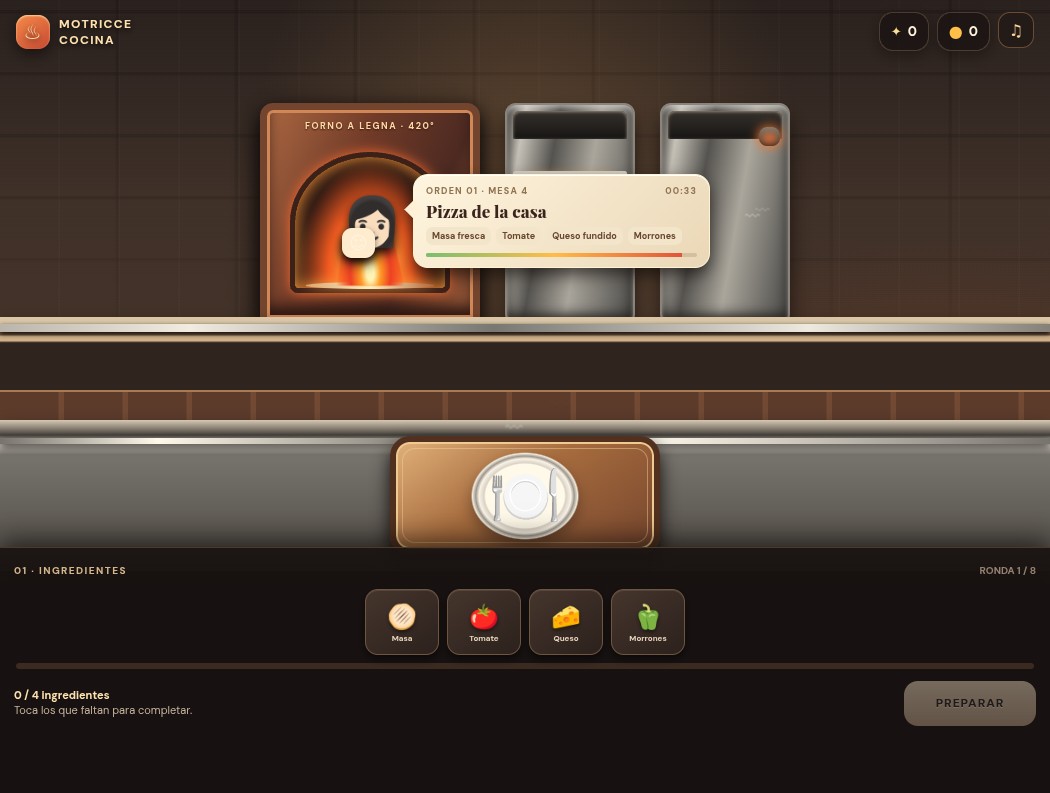 MOTRICCE
COCINA
0
0
FORNO A LEGNA · 420°
ORDEN 01 · MESA 4
00:33
Pizza de la casa
Masa fresca
Tomate
Queso fundido
Morrones
01 · INGREDIENTES
RONDA 1 / 8
Masa
Tomate
Queso
Morrones
0 / 4 ingredientes
Toca los que faltan para completar.
PREPARAR